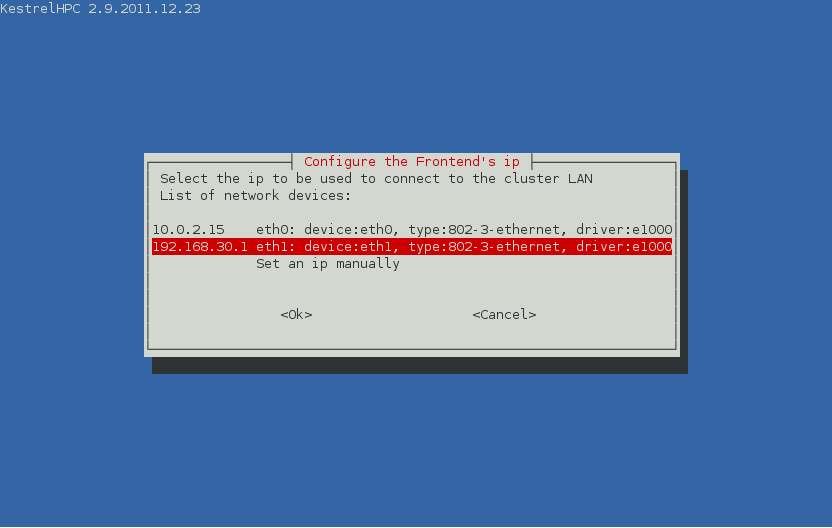 KestrelHPC 2.9.2011.12.23
Configure the Frontend's ip
Select the ip to be used to connect to the cluster LAN
List of network devices:
10.0.2.15    eth0: device:eth0, type:802-3-ethernet, driver:e1000
192.168.30.1 eth1: device:eth1, type:802-3-ethernet, driver:e1000
Set an ip manually
<Ok> <Cancel>